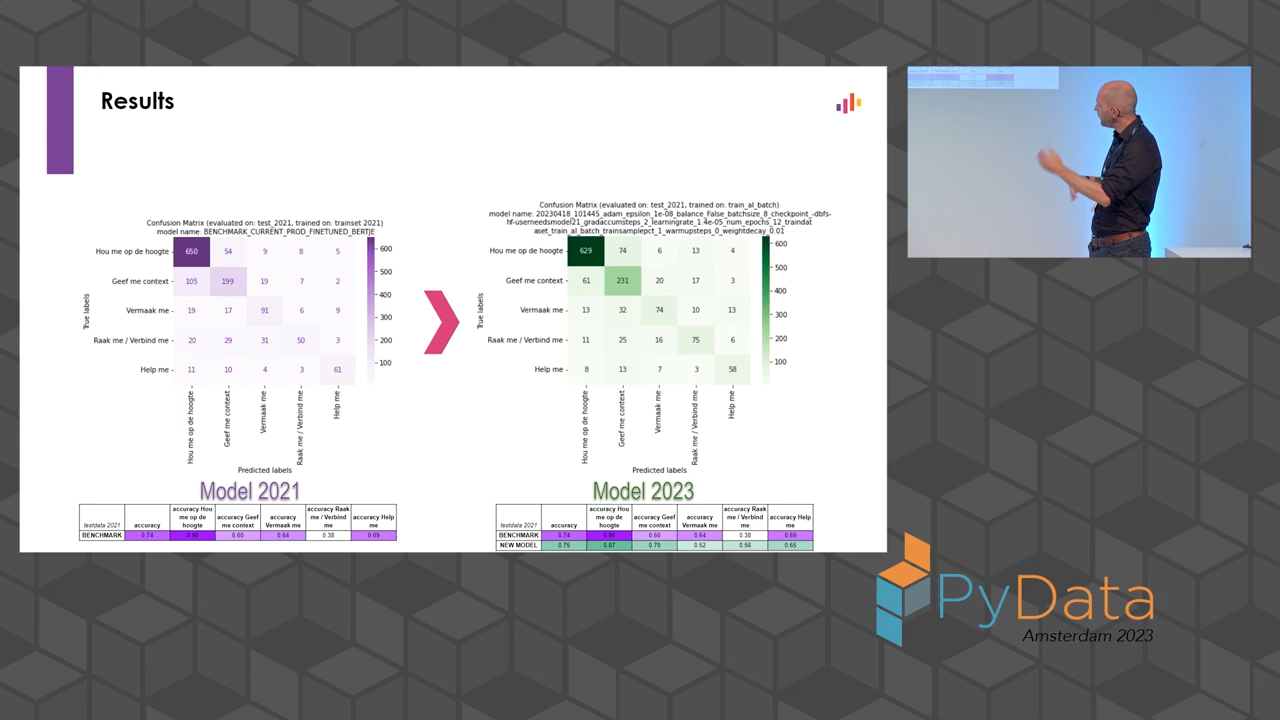 Results
Confusion Matrix (evaluated on: test_2021, trained on: trainset 2021)
model name: BENCHMARK_CURRENT_PROD_FINETUNED_BERTJE
True labels
Hou me op de hoogte
650 54 9 8 5
Geef me context
105 199 19 7 2
Vermaak me
19 17 91 6 9
Raak me / Verbind me
20 29 31 50 3
Help me
11 10 4 3 61
600
500
400
300
200
100
Hou me op de hoogte
Geef me context
Vermaak me
Raak me / Verbind me
Help me
Predicted labels
Model 2021
testdata 2021 accuracy accuracy Hou me op de hoogte accuracy Geef me context accuracy Vermaak me accuracy Raak me / Verbind me accuracy Help me
BENCHMARK 0.74 0.90 0.60 0.64 0.38 0.69
Confusion Matrix (evaluated on: test_2021, trained on: train_al_batch)
model name: 20230418_101445_adam_epsilon_1e-08_balance_False_batchsize_8_checkpoint_-dbfs-
hf-userneedsmodel21_gradaccumsteps_2_learningrate_1.4e-05_num_epochs_12_traindat
aset_train_al_batch_trainsamplepct_1_warmupsteps_0_weightdecay_0.01
True labels
Hou me op de hoogte
629 74 6 13 4
Geef me context
61 231 20 17 3
Vermaak me
13 32 74 10 13
Raak me / Verbind me
11 25 16 75 6
Help me
8 13 7 3 58
600
500
400
300
200
100
Hou me op de hoogte
Geef me context
Vermaak me
Raak me / Verbind me
Help me
Predicted labels
Model 2023
testdata 2021 accuracy accuracy Hou me op de hoogte accuracy Geef me context accuracy Vermaak me accuracy Raak me / Verbind me accuracy Help me
BENCHMARK 0.74 0.90 0.60 0.64 0.38 0.69
NEW MODEL 0.75 0.87 0.70 0.52 0.56 0.65
PyData
Amsterdam 2023